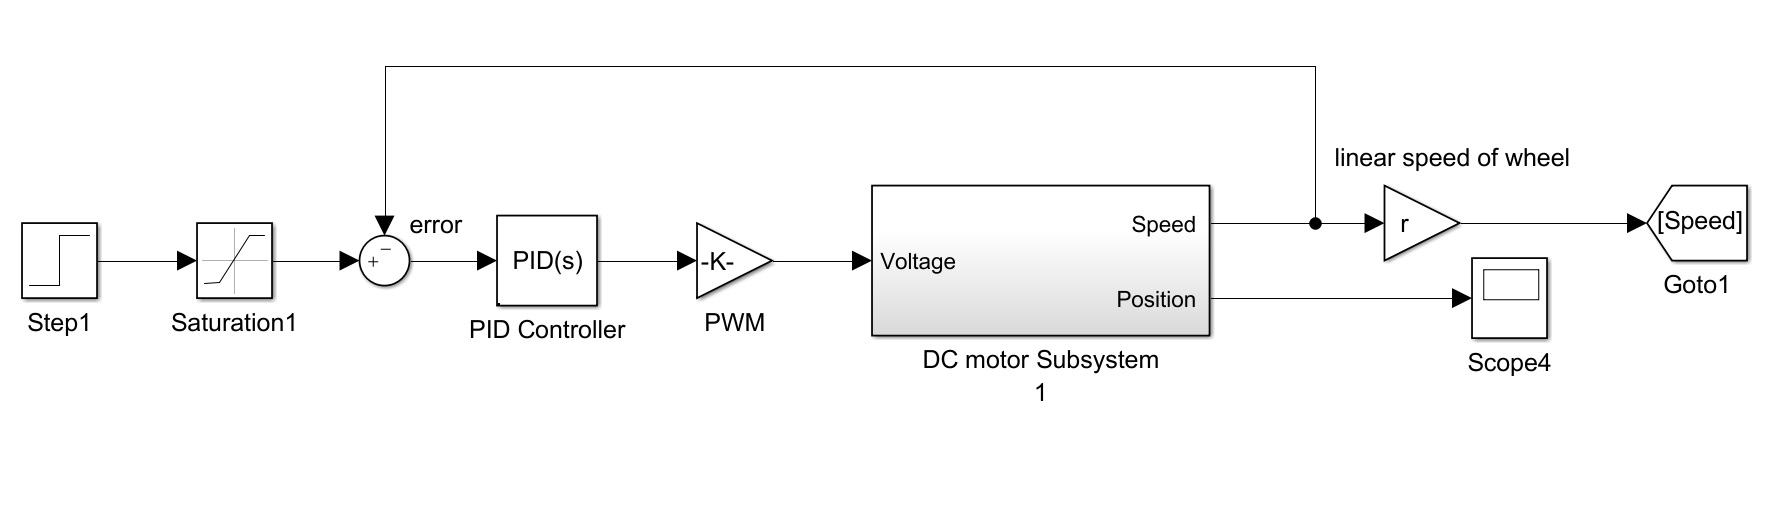 linear speed of wheel
error
Speed
r
[Speed]
PID(s)
-K-
Voltage
Position
Goto1
Step1
Saturation1
PID Controller
PWM
DC motor Subsystem
1
Scope4